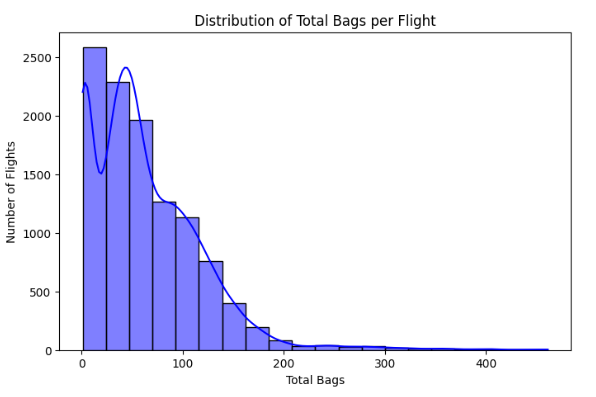 Distribution of Total Bags per Flight
Number of Flights
2500
2000
1500
1000
500
0
0 100 200 300 400
Total Bags